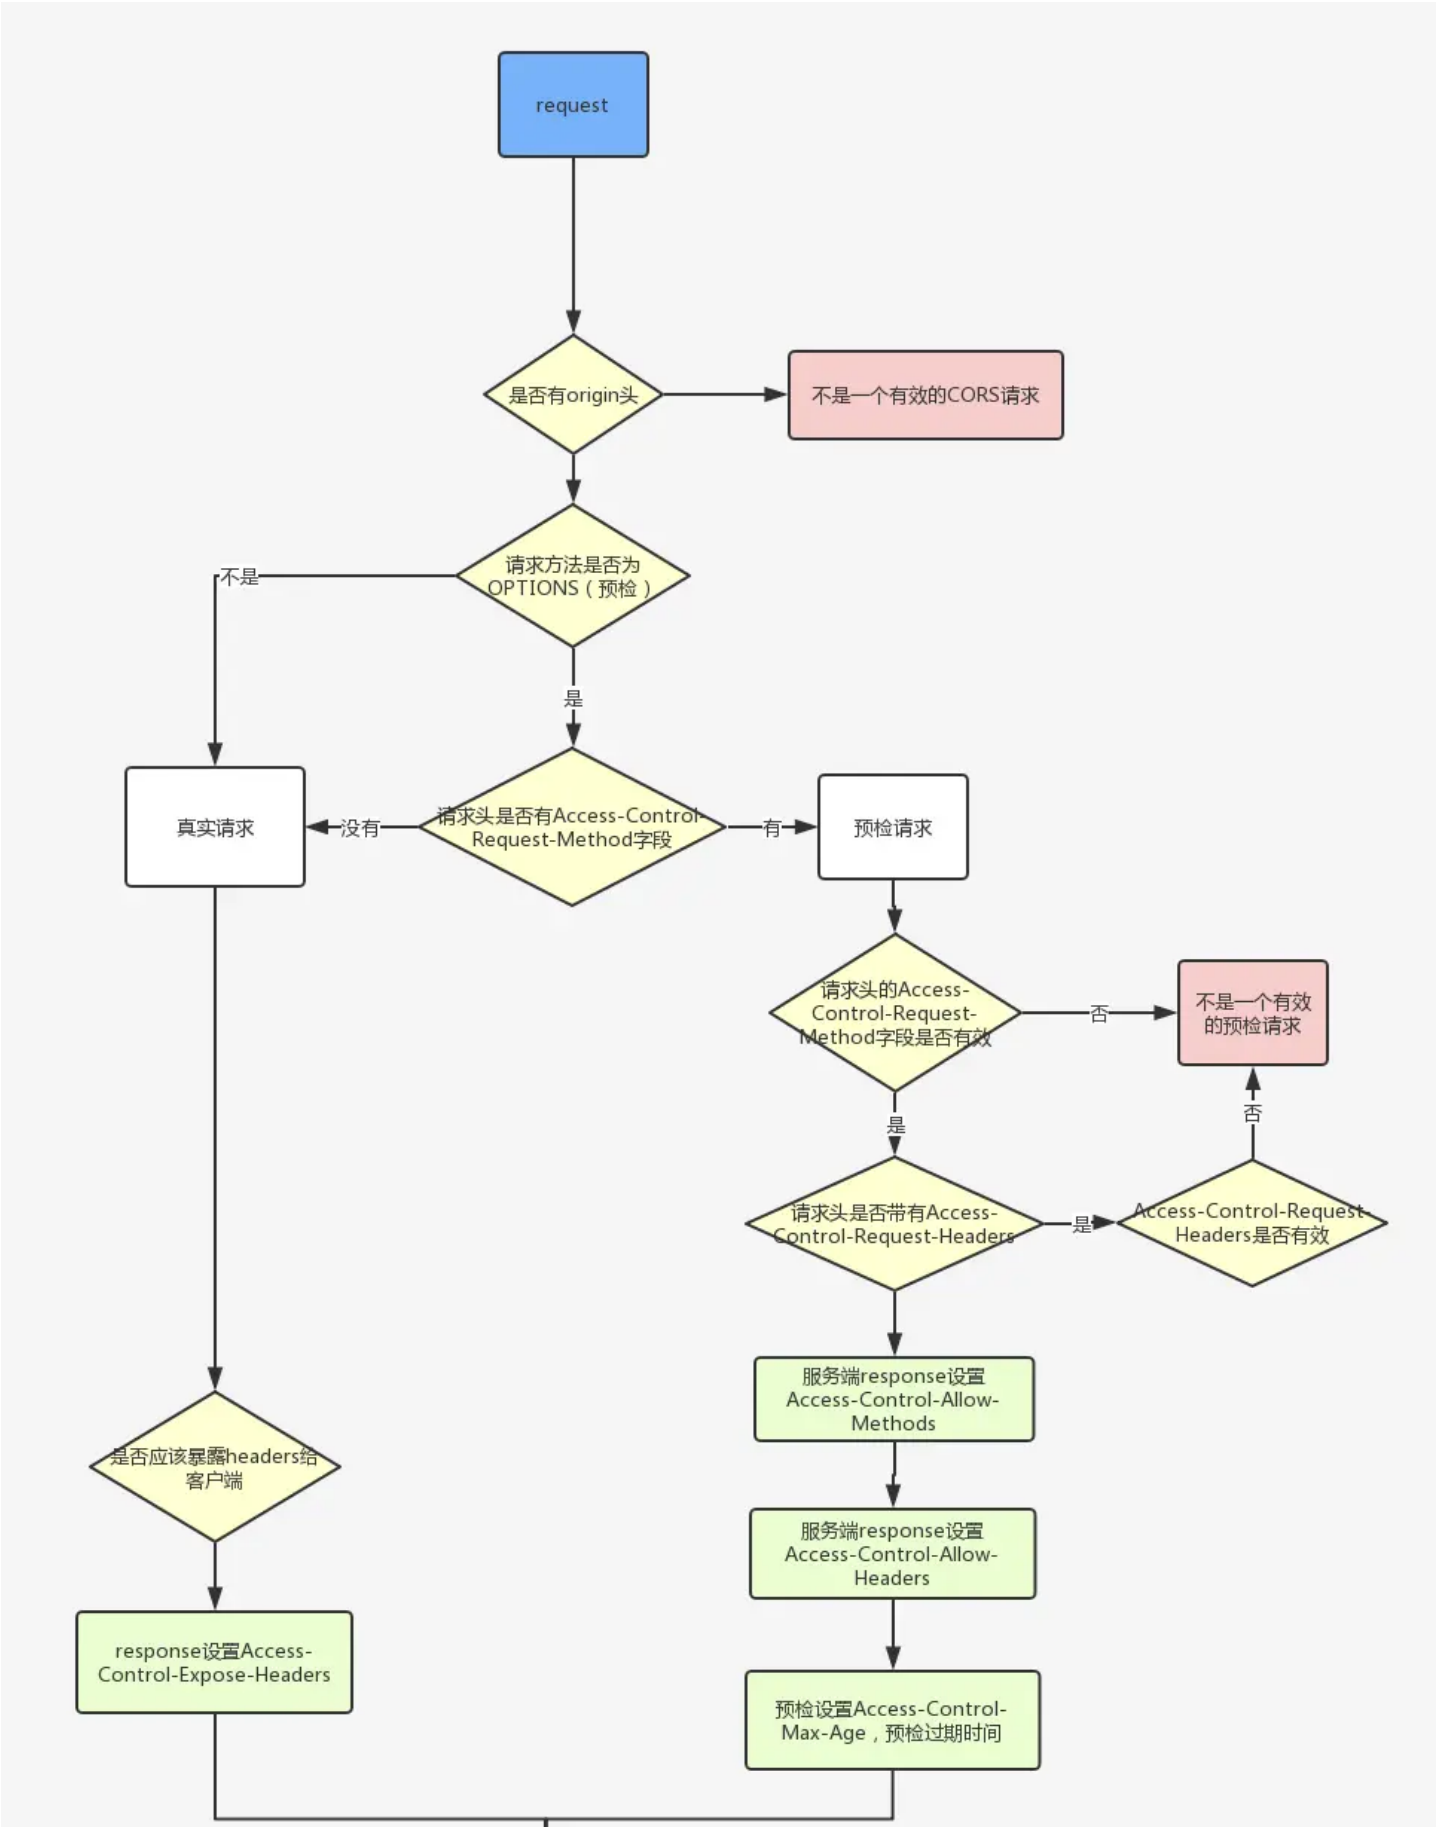 request
是否有origin头
不是一个有效的CORS请求
请求方法是否为
OPTIONS（预检）
不是
是
真实请求
没有
请求头是否有Access-Control-
Request-Method字段
有
预检请求
请求头的Access-
Control-Request-
Method字段是否有效
否
不是一个有效
的预检请求
是
否
请求头是否带有Access-
Control-Request-Headers
是
Access-Control-Request-
Headers是否有效
服务端response设置
Access-Control-Allow-
Methods
是否应该暴露headers给
客户端
服务端response设置
Access-Control-Allow-
Headers
response设置Access-
Control-Expose-Headers
预检设置Access-Control-
Max-Age，预检过期时间